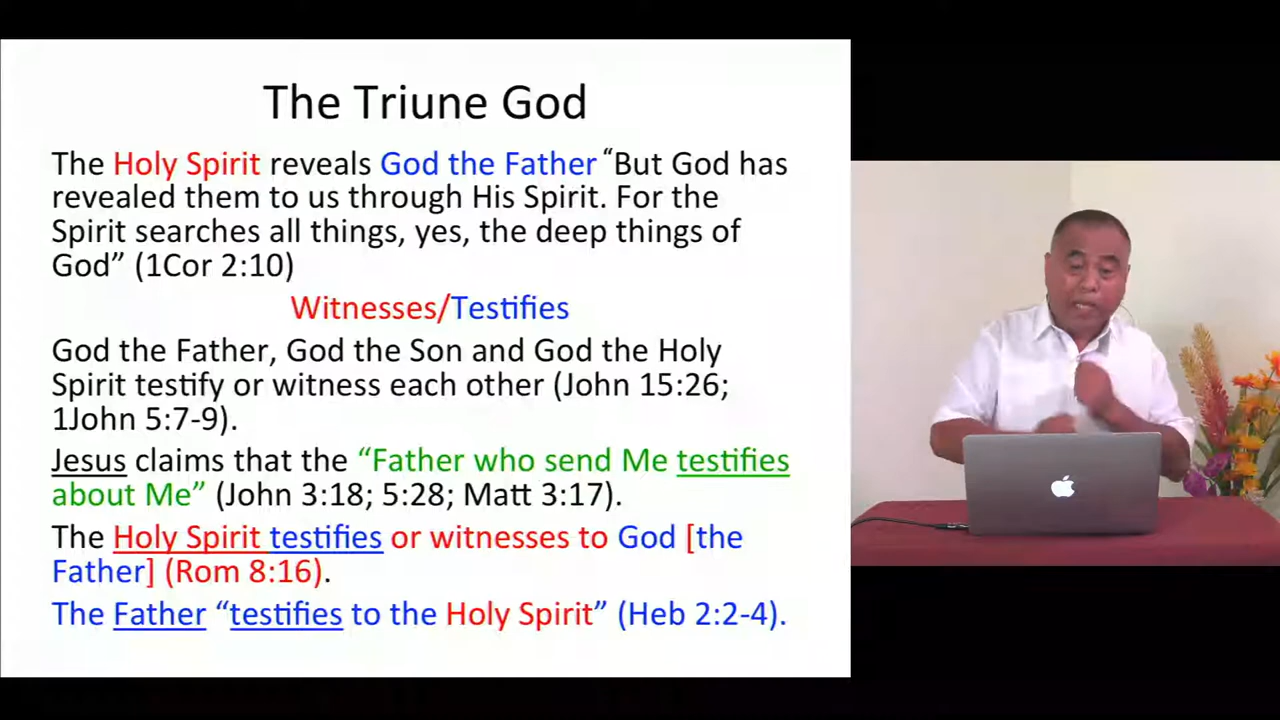 The Triune God
The Holy Spirit reveals God the Father “But God has
revealed them to us through His Spirit. For the
Spirit searches all things, yes, the deep things of
God” (1Cor 2:10)
Witnesses/Testifies
God the Father, God the Son and God the Holy
Spirit testify or witness each other (John 15:26;
1John 5:7-9).
Jesus claims that the “Father who send Me testifies
about Me” (John 3:18; 5:28; Matt 3:17).
The Holy Spirit testifies or witnesses to God [the
Father] (Rom 8:16).
The Father “testifies to the Holy Spirit” (Heb 2:2-4).